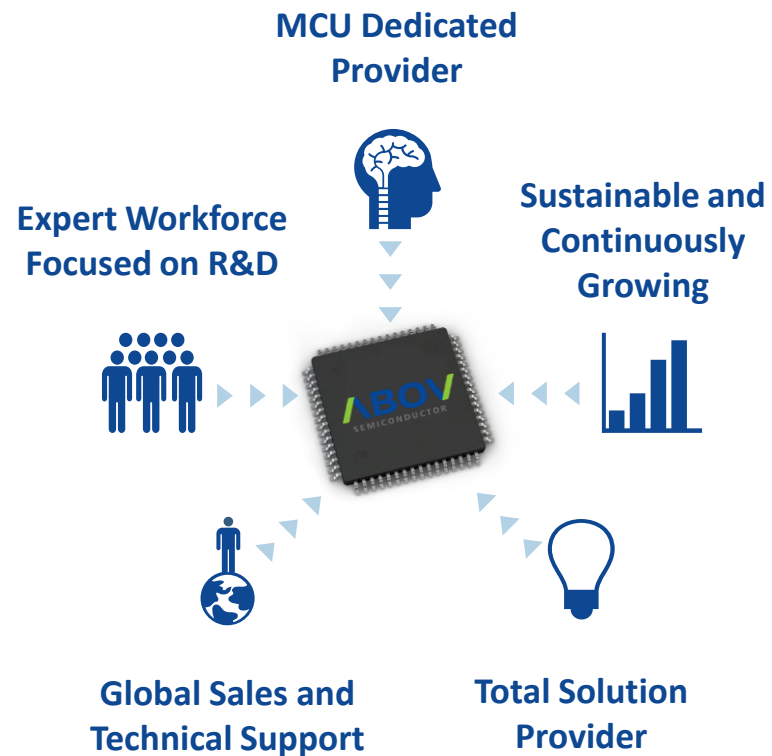 MCU Dedicated
Provider
Expert Workforce
Focused on R&D
Sustainable and
Continuously
Growing
ABOV
SEMICONDUCTOR
Global Sales and
Technical Support
Total Solution
Provider